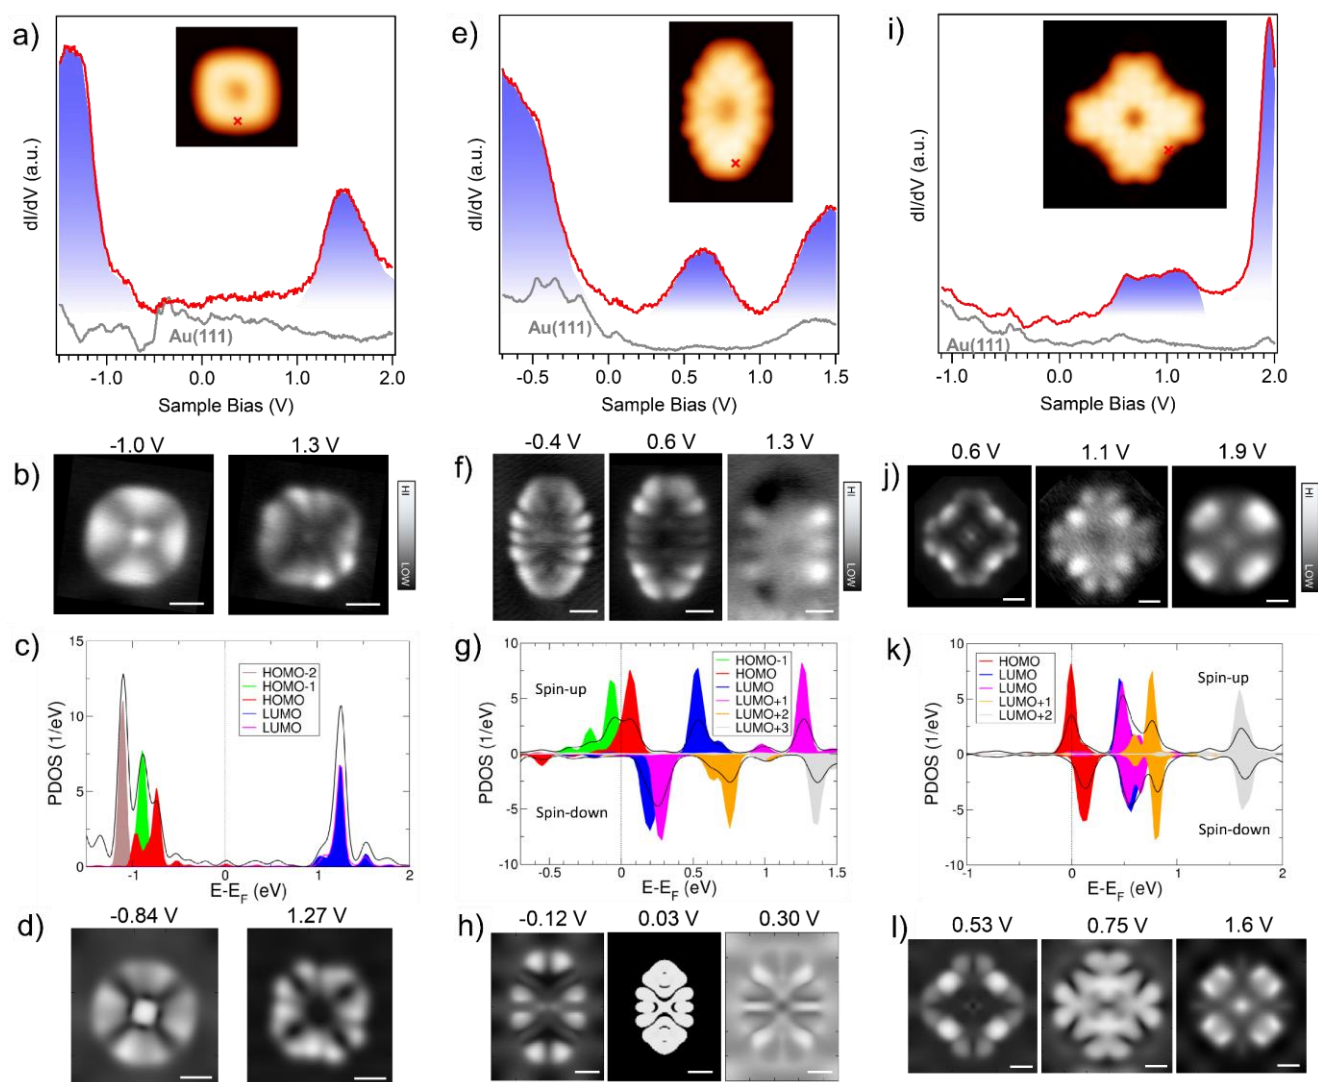 a)
dI/dV (a.u.)
Au(111)
-1.0 0.0 1.0 2.0
Sample Bias (V)
e)
dI/dV (a.u.)
Au(111)
0.0 0.5 1.0 1.5
Sample Bias (V)
i)
dI/dV (a.u.)
Au(111)
-1.0 0.0 1.0 2.0
Sample Bias (V)
b)
-1.0 V 1.3 V
HI
LOW
f)
-0.4 V 0.6 V 1.3 V
HI
LOW
j)
0.6 V 1.1 V 1.9 V
HI
LOW
c)
PDOS (1/eV)
15
10
5
0
HOMO-2
HOMO-1
HOMO
LUMO
LUMO
-1 0 1 2
E-EF (eV)
g)
PDOS (1/eV)
10
5
0
-5
-10
Spin-up
Spin-down
HOMO-1
HOMO
LUMO
LUMO+1
LUMO+2
LUMO+3
-0.5 0 0.5 1 1.5
E-EF (eV)
k)
PDOS (1/eV)
10
5
0
-5
-10
HOMO
LUMO
LUMO
LUMO+1
LUMO+2
Spin-up
Spin-down
-1 0 1 2
E-EF (eV)
d)
-0.84 V 1.27 V
h)
-0.12 V 0.03 V 0.30 V
l)
0.53 V 0.75 V 1.6 V